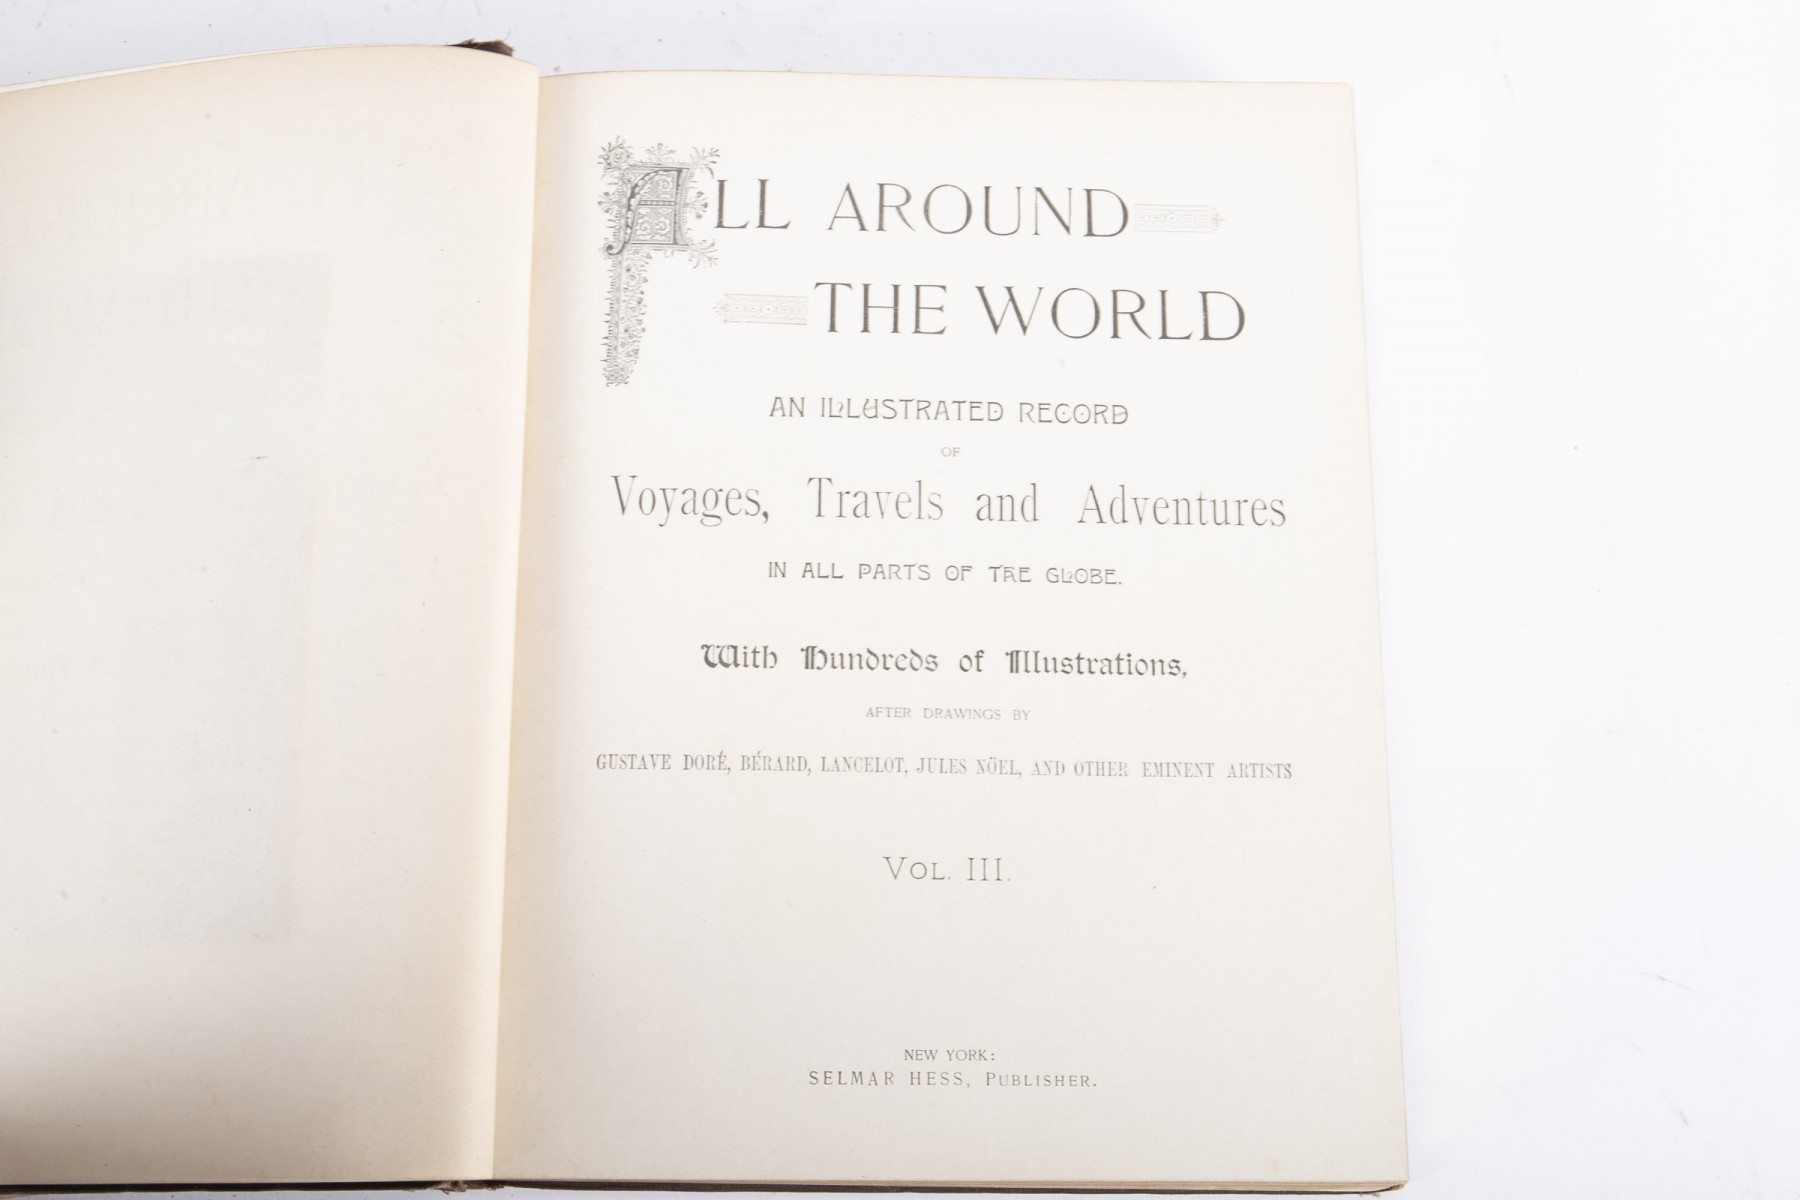 ALL AROUND
THE WORLD
AN ILLUSTRATED RECORD
OF
Voyages, Travels and Adventures
IN ALL PARTS OF THE GLOBE.
With Hundreds of Illustrations,
AFTER DRAWINGS BY
GUSTAVE DORÉ, BÉRARD, LANCELOT, JULES NÖEL, AND OTHER EMINENT ARTISTS
VOL. III.
NEW YORK:
SELMAR HESS, PUBLISHER.